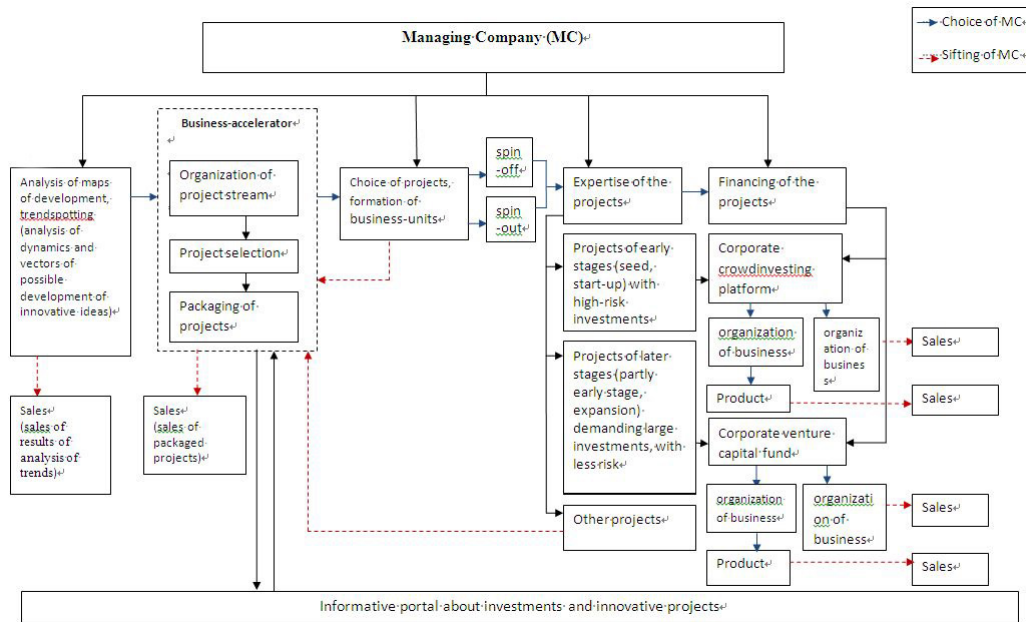 Managing Company (MC)
Choice of MC
Sifting of MC
Business-accelerator
Analysis of maps
of development,
trendspotting
(analysis of
dynamics and
vectors of
possible
development of
innovative ideas)
Organization of
project stream
Project selection
Packaging of
projects
Choice of projects,
formation of
business-units
spin
-off
spin
-out
Expertise of the
projects
Financing of the
projects
Projects of early
stages (seed,
start-up) with
high-risk
investments
Corporate
crowdinvesting
platform
organization
of business
organiz
ation of
busines
s
Sales
Product
Sales
Projects of later
stages (partly
early-stage,
expansion)
demanding large
investments, with
less risk
Corporate venture
capital fund
organization
of business
organizati
on of
business
Sales
Product
Sales
Other projects
Sales
(sales of
results of
analysis of
trends)
Sales
(sales of
packaged
projects)
Informative portal about investments and innovative projects